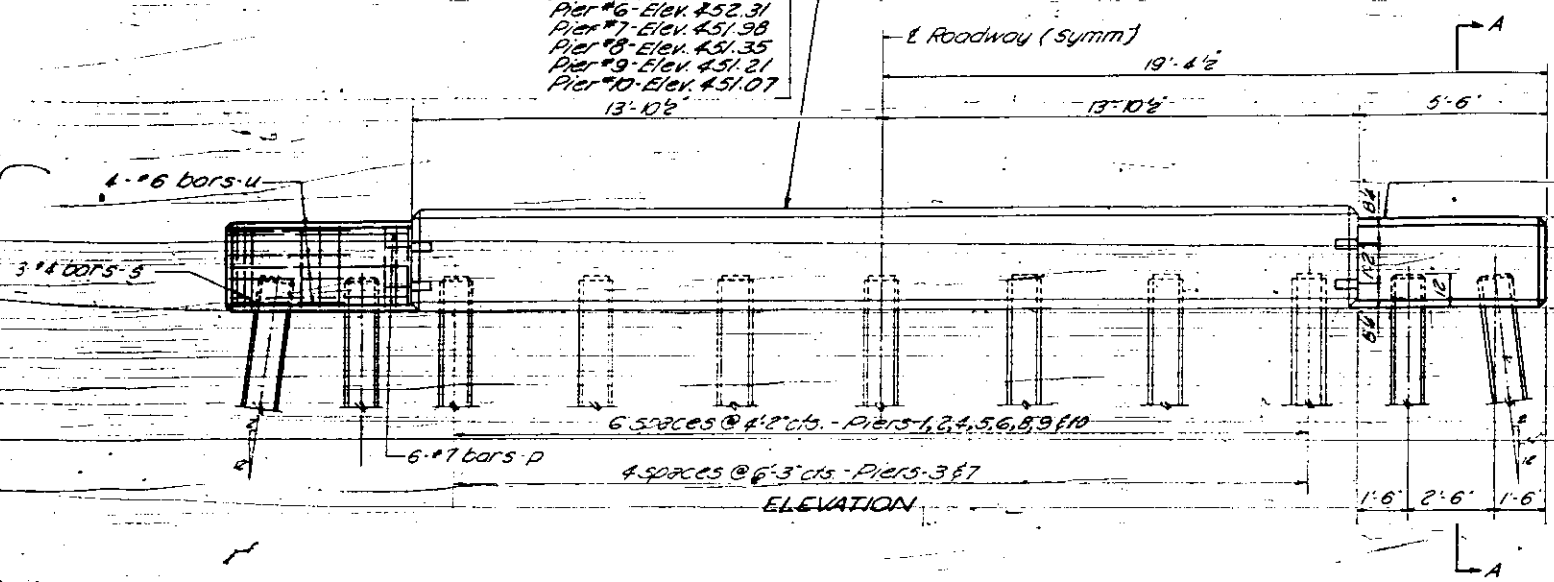 Pier #6-Elev. 452.31
Pier #7-Elev. 451.98
Pier #8-Elev. 451.35
Pier #9-Elev. 451.21
Pier #10-Elev. 451.07
℄ Roadway (Symm)
A
19'-4½"
13'-10½"
13'-10½"
5'-6"
4-#6 bars-u
3 #4 bars-s
12"
6 spaces @ 4'-2" cts. - Piers-1,2,4,5,6,8,9 & 10
6-#7 bars-p
4 spaces @ 6'-3" cts. - Piers-3 & 7
ELEVATION
2
12
1'-6"
2'-6"
1'-6"
A